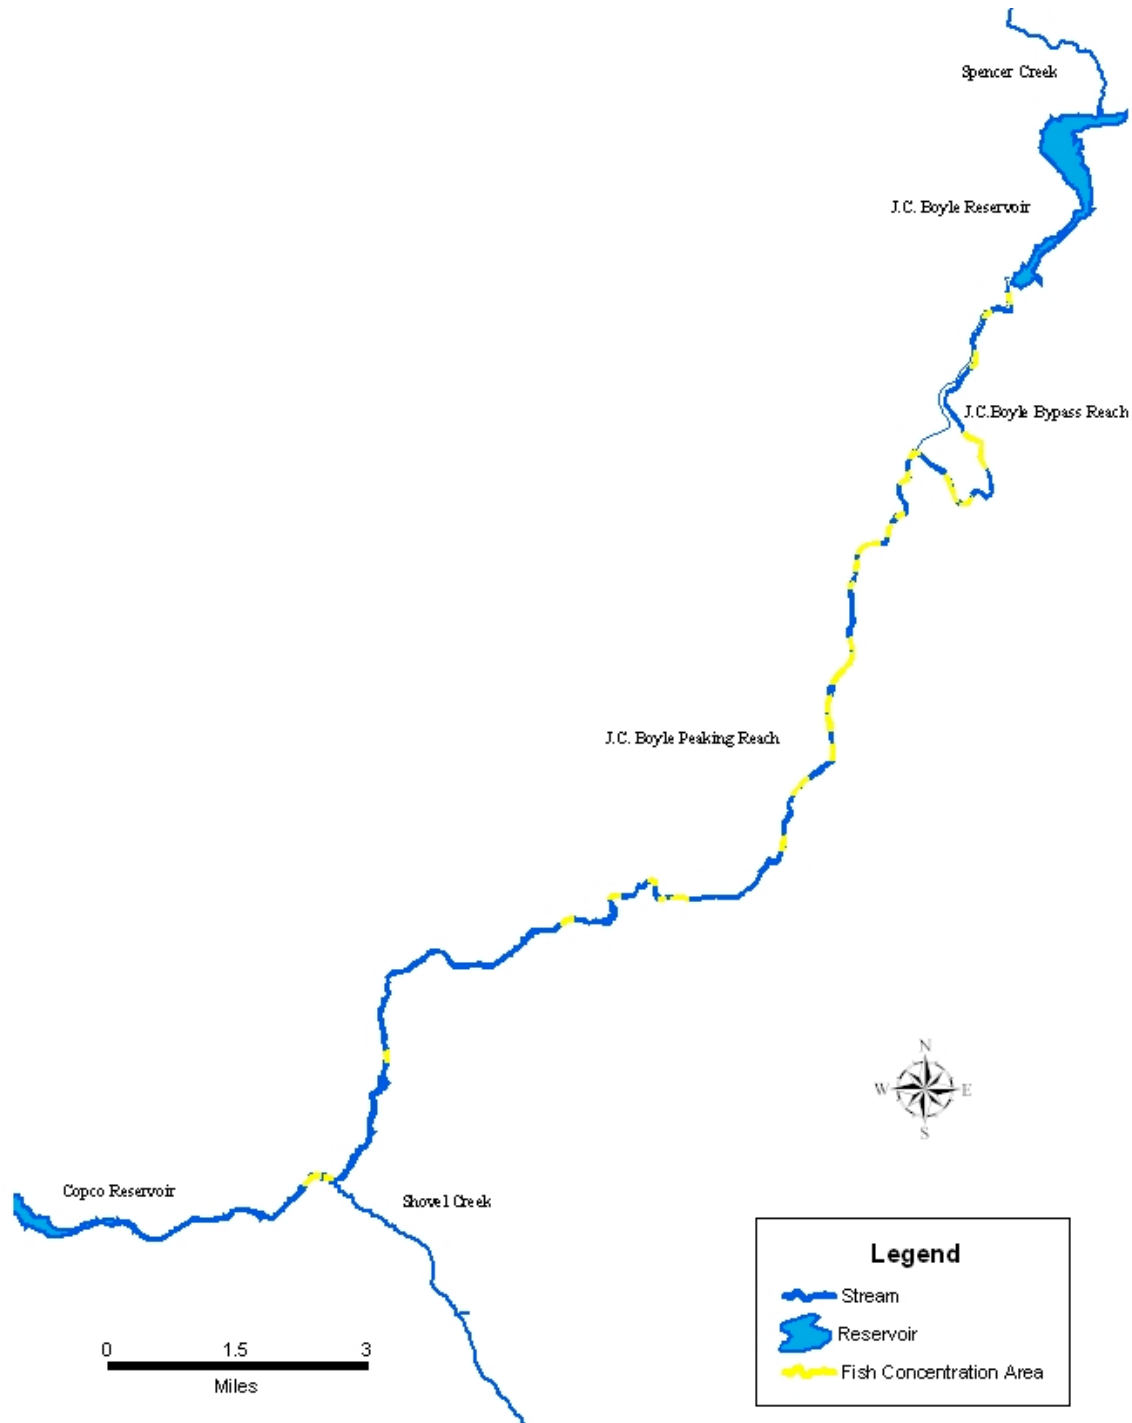 Spencer Creek
J.C. Boyle Reservoir
J.C.Boyle Bypass Reach
J.C. Boyle Peaking Reach
N
W E
S
Copco Reservoir
Shovel Creek
Legend
Stream
Reservoir
Fish Concentration Area
0 1.5 3
Miles